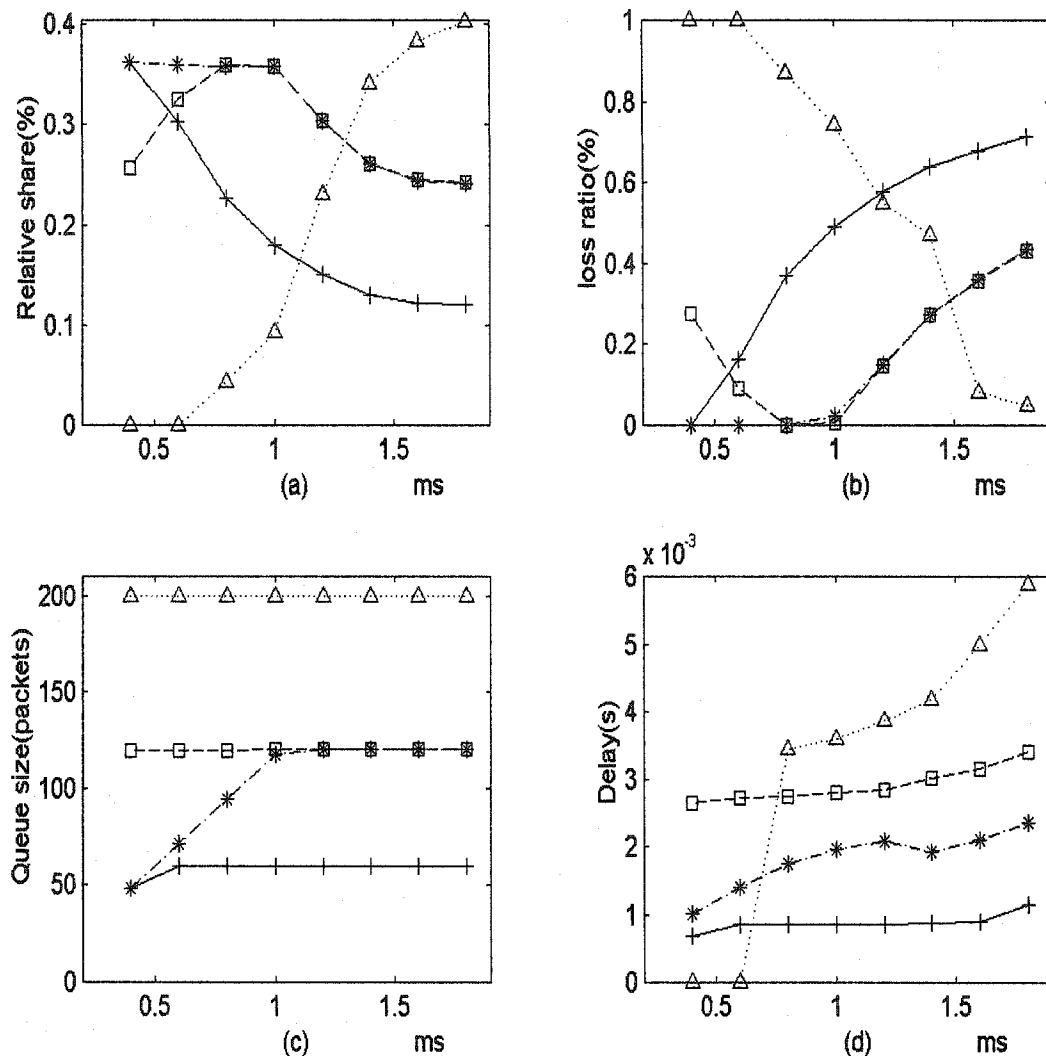 0.4
0.3
0.2
0.1
0
Relative share(%)
0.5
1
1.5
(a)
ms
1
0.8
0.6
0.4
0.2
0
loss ratio(%)
0.5
1
1.5
(b)
ms
200
150
100
50
0
Queue size(packets)
0.5
1
1.5
(c)
ms
x 10⁻³
6
5
4
3
2
1
0
Delay(s)
0.5
1
1.5
(d)
ms